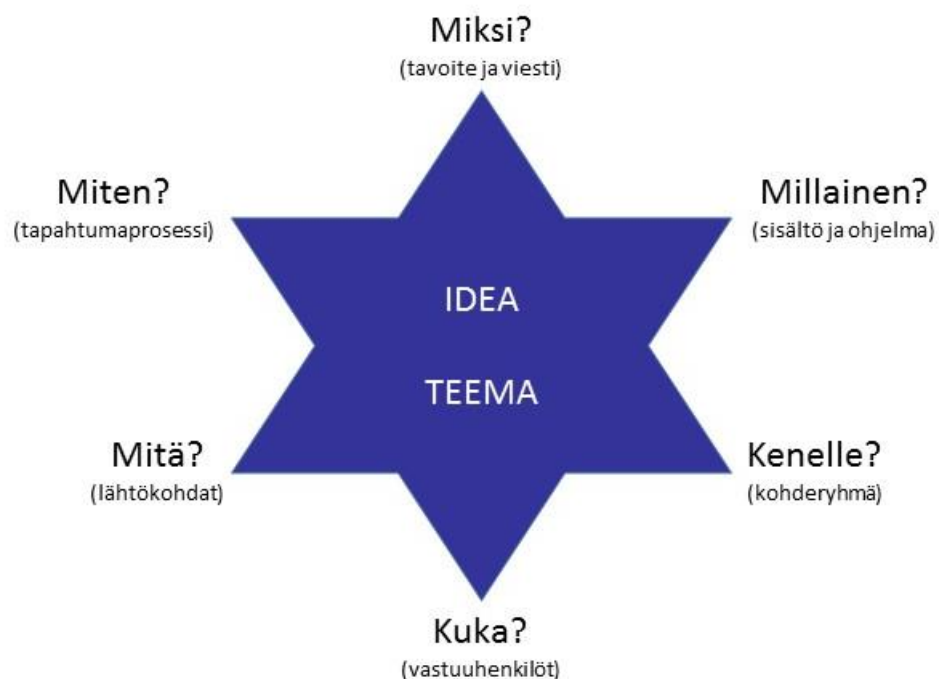 Miksi?
(tavoite ja viesti)
Miten?
(tapahtumaprosessi)
Millainen?
(sisältö ja ohjelma)
IDEA
TEEMA
Mitä?
(lähtökohdat)
Kenelle?
(kohderyhmä)
Kuka?
(vastuuhenkilöt)